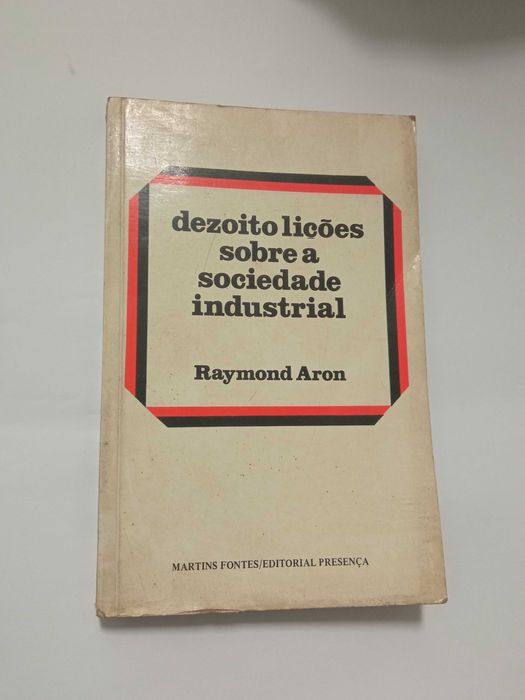 dezoito lições
sobre a
sociedade
industrial
Raymond Aron
MARTINS FONTES/EDITORIAL PRESENÇA